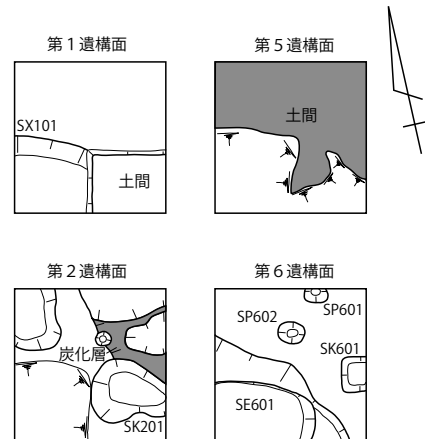 第1遺構面
SX101
土間
第5遺構面
土間
第2遺構面
炭化層
SK201
第6遺構面
SP601
SP602
SK601
SE601